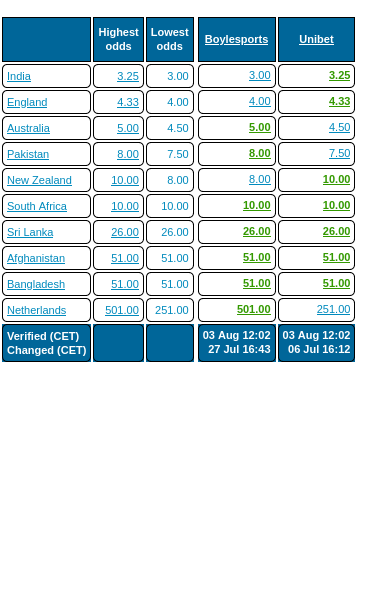 Highest odds Lowest odds Boylesports Unibet
India 3.25 3.00 3.00 3.25
England 4.33 4.00 4.00 4.33
Australia 5.00 4.50 5.00 4.50
Pakistan 8.00 7.50 8.00 7.50
New Zealand 10.00 8.00 8.00 10.00
South Africa 10.00 10.00 10.00 10.00
Sri Lanka 26.00 26.00 26.00 26.00
Afghanistan 51.00 51.00 51.00 51.00
Bangladesh 51.00 51.00 51.00 51.00
Netherlands 501.00 251.00 501.00 251.00
Verified (CET) 03 Aug 12:02 03 Aug 12:02
Changed (CET) 27 Jul 16:43 06 Jul 16:12